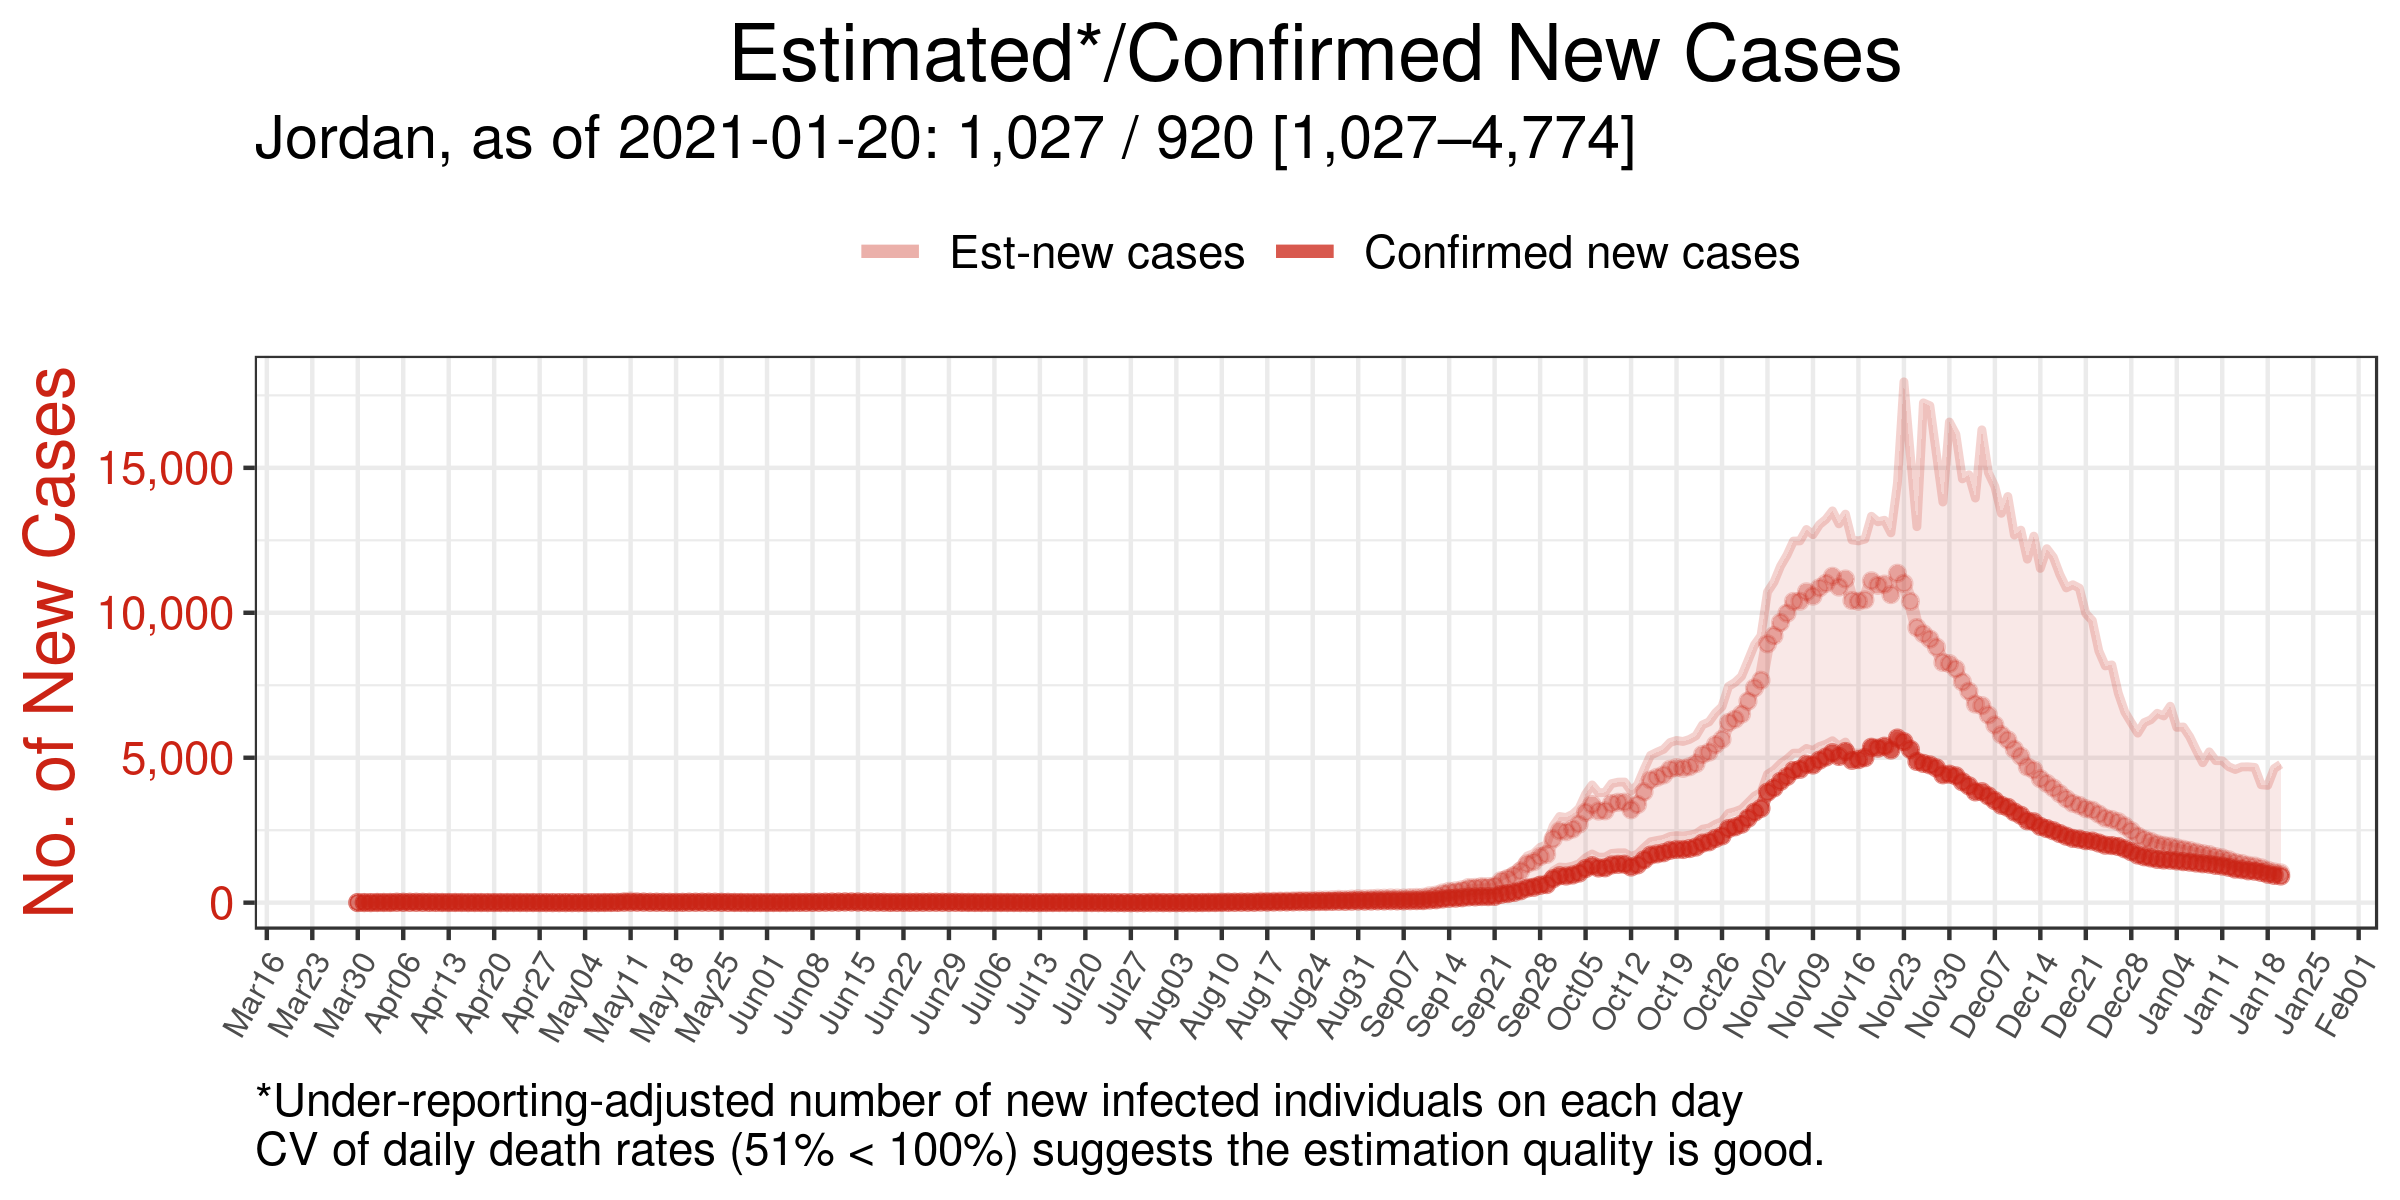 Estimated*/Confirmed New Cases
Jordan, as of 2021-01-20: 1,027 / 920 [1,027–4,774]
Est-new cases Confirmed new cases
No. of New Cases
15,000
10,000
5,000
0
Mar16 Mar23 Mar30 Apr06 Apr13 Apr20 Apr27 May04 May11 May18 May25 Jun01 Jun08 Jun15 Jun22 Jun29 Jul06 Jul13 Jul20 Jul27 Aug03 Aug10 Aug17 Aug24 Aug31 Sep07 Sep14 Sep21 Sep28 Oct05 Oct12 Oct19 Oct26 Nov02 Nov09 Nov16 Nov23 Nov30 Dec07 Dec14 Dec21 Dec28 Jan04 Jan11 Jan18 Jan25 Feb01
*Under-reporting-adjusted number of new infected individuals on each day
CV of daily death rates (51% < 100%) suggests the estimation quality is good.